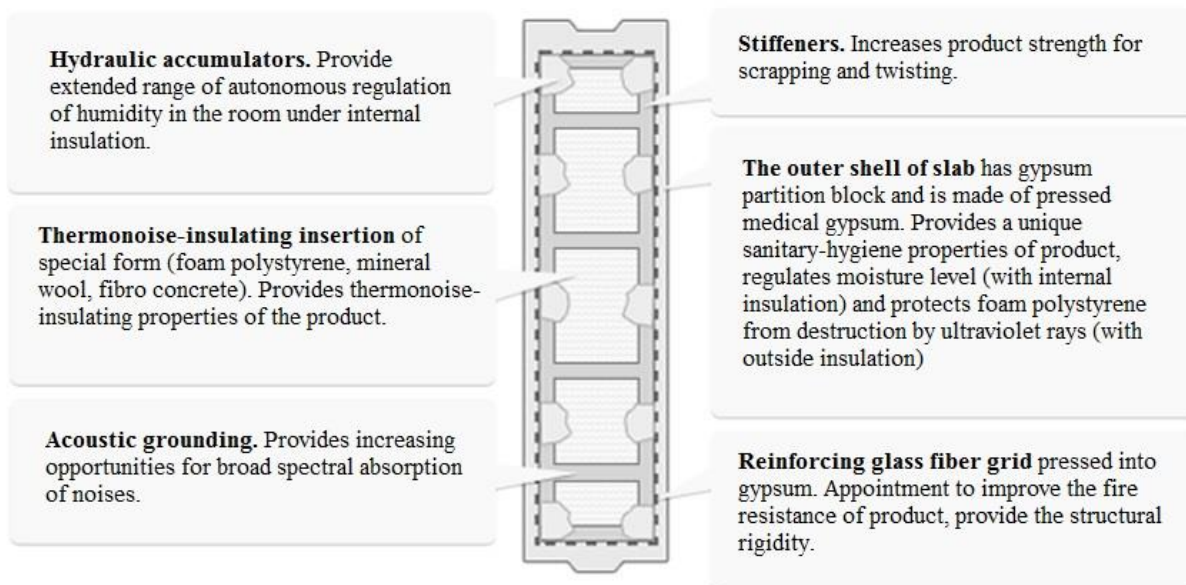 Hydraulic accumulators. Provide
extended range of autonomous regulation
of humidity in the room under internal
insulation.
Thermonoise-insulating insertion of
special form (foam polystyrene, mineral
wool, fibro concrete). Provides thermonoise-
insulating properties of the product.
Acoustic grounding. Provides increasing
opportunities for broad spectral absorption
of noises.
Stiffeners. Increases product strength for
scrapping and twisting.
The outer shell of slab has gypsum
partition block and is made of pressed
medical gypsum. Provides a unique
sanitary-hygiene properties of product,
regulates moisture level (with internal
insulation) and protects foam polystyrene
from destruction by ultraviolet rays (with
outside insulation)
Reinforcing glass fiber grid pressed into
gypsum. Appointment to improve the fire
resistance of product, provide the structural
rigidity.